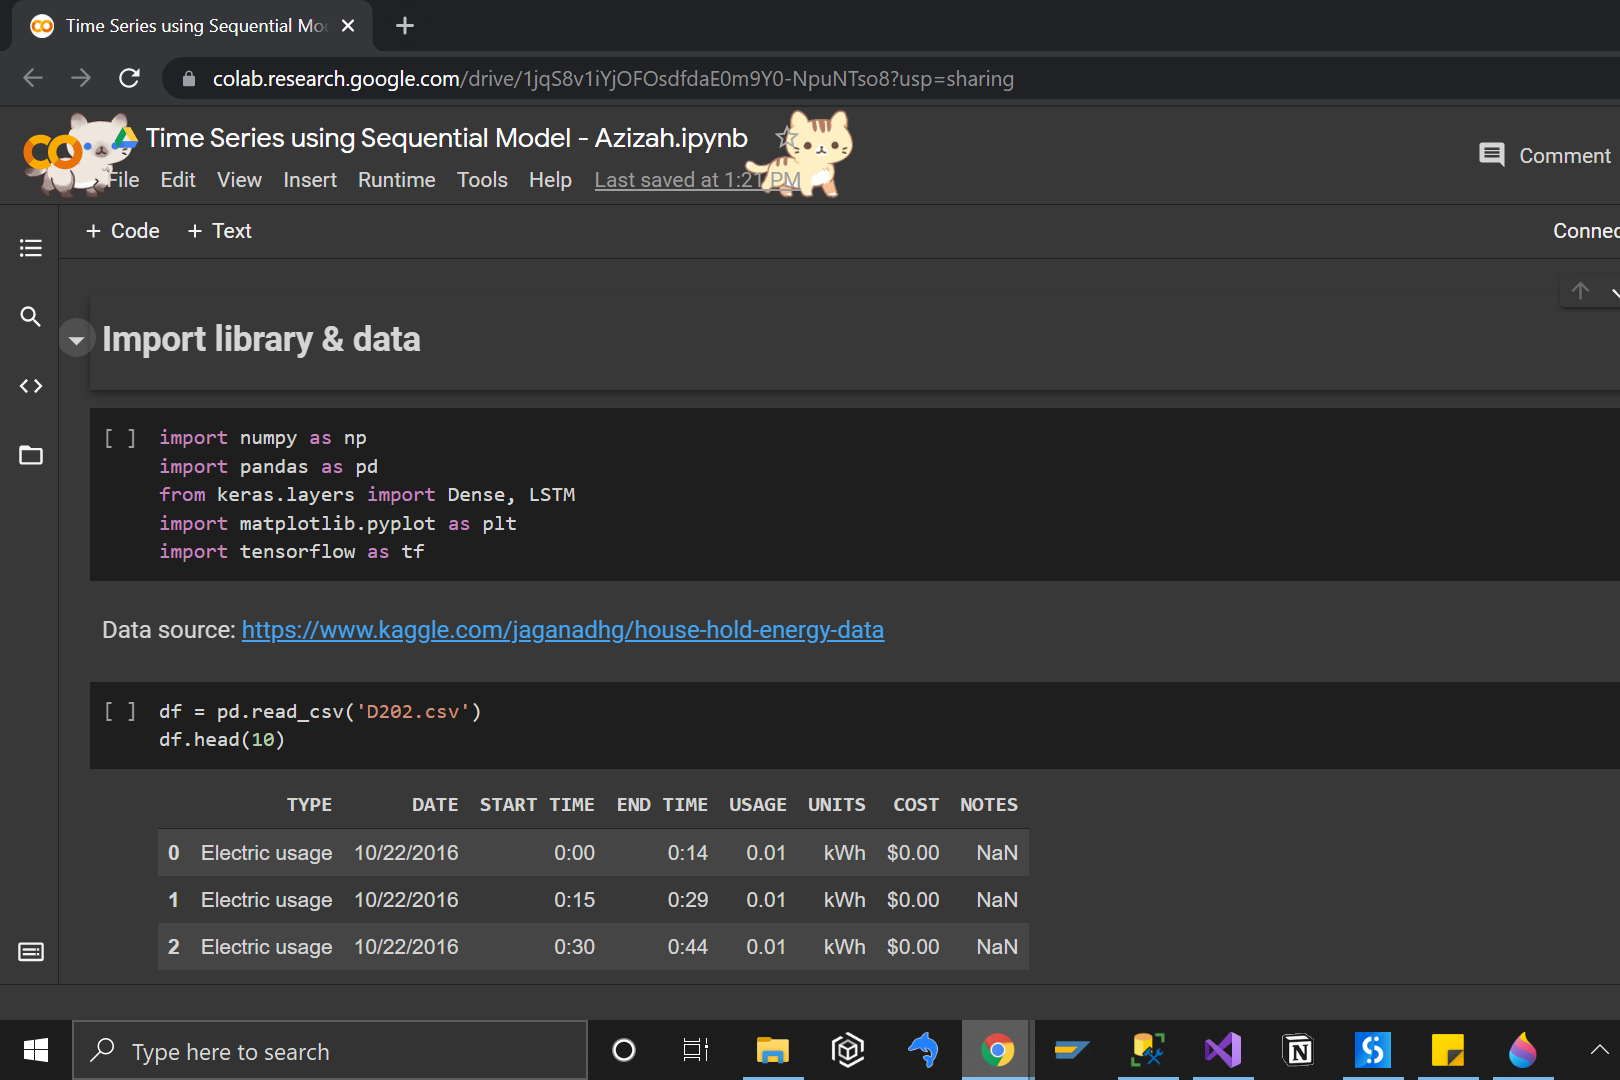 Time Series using Sequential Mo
colab.research.google.com/drive/1jqS8v1iYjOFOsdfdaE0m9Y0-NpuNTso8?usp=sharing
Time Series using Sequential Model - Azizah.ipynb
File Edit View Insert Runtime Tools Help Last saved at 1:21 PM
Comment
+ Code + Text
Connec
Import library & data
[ ] import numpy as np
import pandas as pd
from keras.layers import Dense, LSTM
import matplotlib.pyplot as plt
import tensorflow as tf
Data source: https://www.kaggle.com/jaganadhg/house-hold-energy-data
[ ] df = pd.read_csv('D202.csv')
df.head(10)
TYPE DATE START TIME END TIME USAGE UNITS COST NOTES
0 Electric usage 10/22/2016 0:00 0:14 0.01 kWh $0.00 NaN
1 Electric usage 10/22/2016 0:15 0:29 0.01 kWh $0.00 NaN
2 Electric usage 10/22/2016 0:30 0:44 0.01 kWh $0.00 NaN
Type here to search